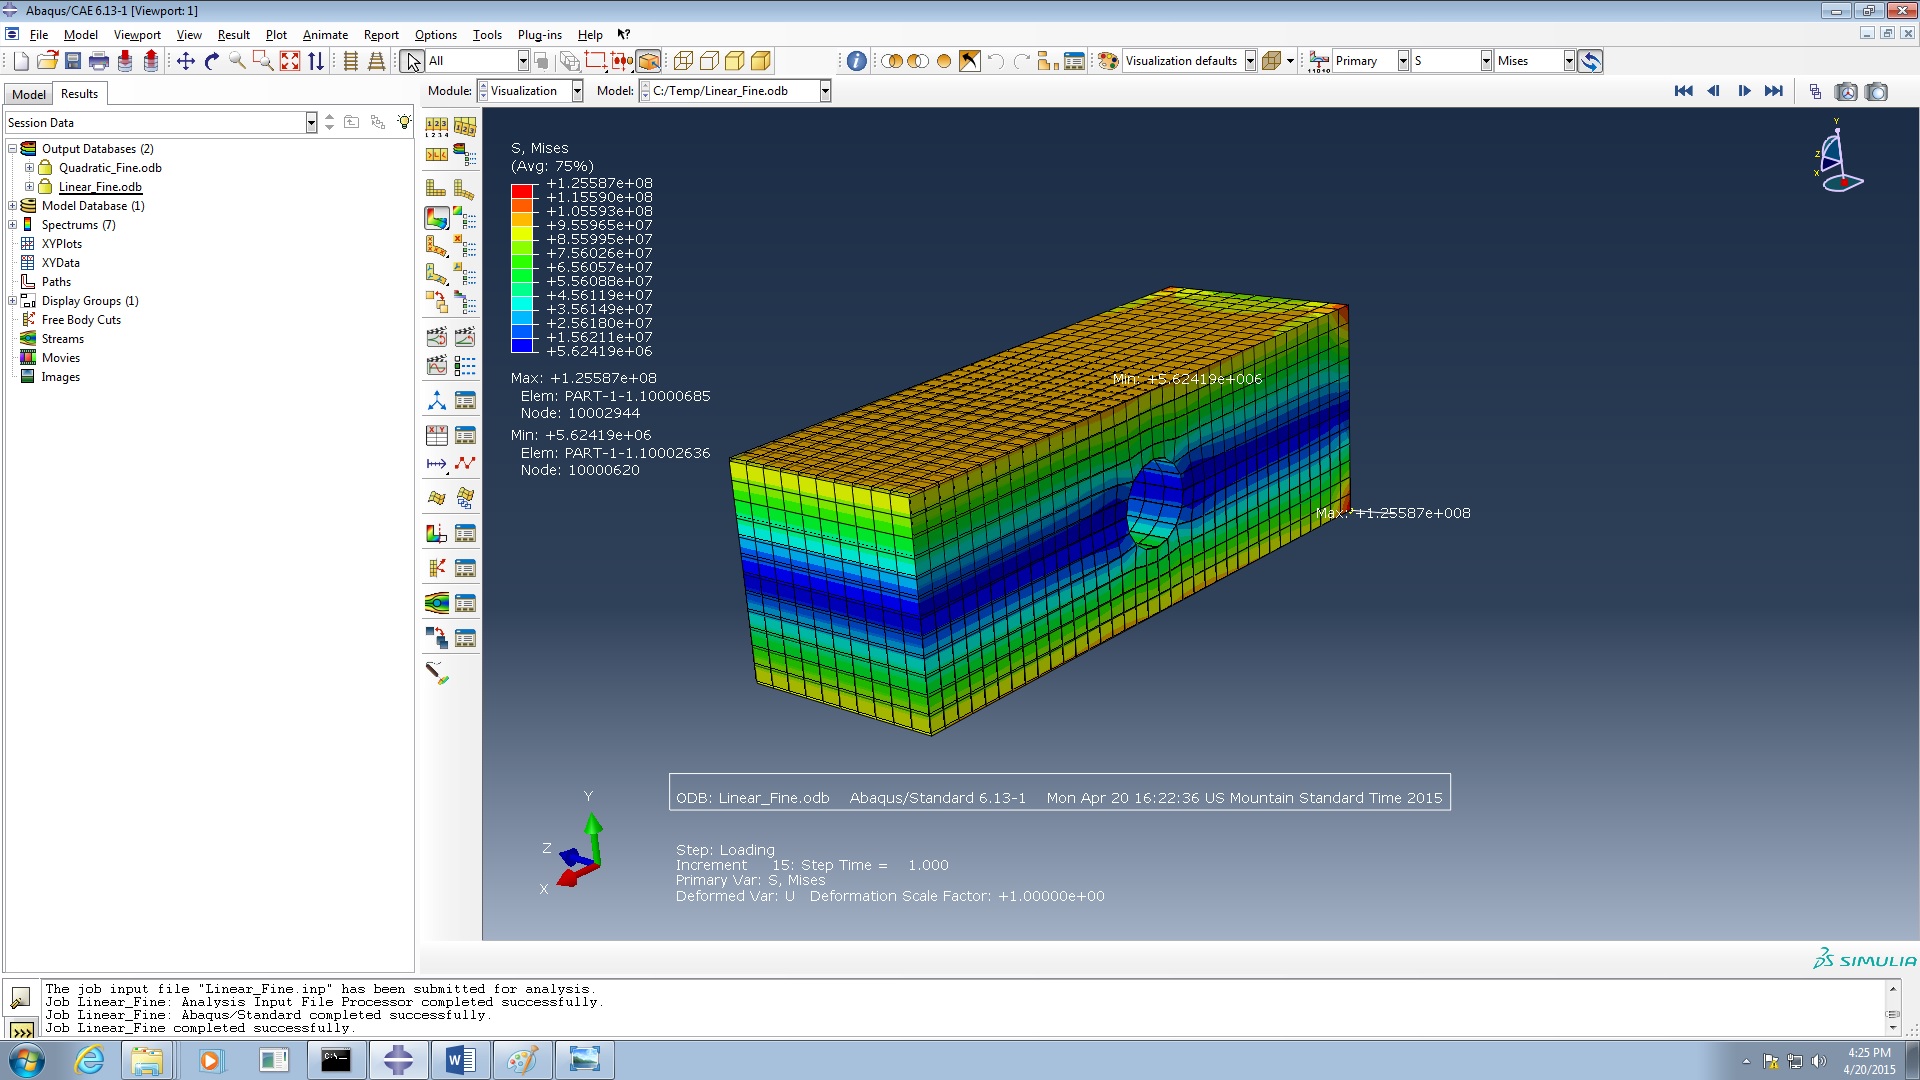 Abaqus/CAE 6.13-1 [Viewport: 1]
File Model Viewport View Result Plot Animate Report Options Tools Plug-ins Help
All
Visualization defaults
Primary
S
Mises
Model Results
Module: Visualization Model: C:/Temp/Linear_Fine.odb
Session Data
Output Databases (2)
Quadratic_Fine.odb
Linear_Fine.odb
Model Database (1)
Spectrums (7)
XYPlots
XYData
Paths
Display Groups (1)
Free Body Cuts
Streams
Movies
Images
S, Mises
(Avg: 75%)
+1.25587e+08
+1.15590e+08
+1.05593e+08
+9.55965e+07
+8.55995e+07
+7.56026e+07
+6.56057e+07
+5.56088e+07
+4.56119e+07
+3.56149e+07
+2.56180e+07
+1.56211e+07
+5.62419e+06
Max: +1.25587e+08
Elem: PART-1-1.10000685
Node: 10002944
Min: +5.62419e+06
Elem: PART-1-1.10002636
Node: 10000620
Min: +5.62419e+006
Max: +1.25587e+008
Y
Z
X
Y
Z
X
ODB: Linear_Fine.odb Abaqus/Standard 6.13-1 Mon Apr 20 16:22:36 US Mountain Standard Time 2015
Step: Loading
Increment 15: Step Time = 1.000
Primary Var: S, Mises
Deformed Var: U Deformation Scale Factor: +1.00000e+00
SIMULIA
The job input file "Linear_Fine.inp" has been submitted for analysis.
Job Linear_Fine: Analysis Input File Processor completed successfully.
Job Linear_Fine: Abaqus/Standard completed successfully.
Job Linear_Fine completed successfully.
>>>
4:25 PM
4/20/2015